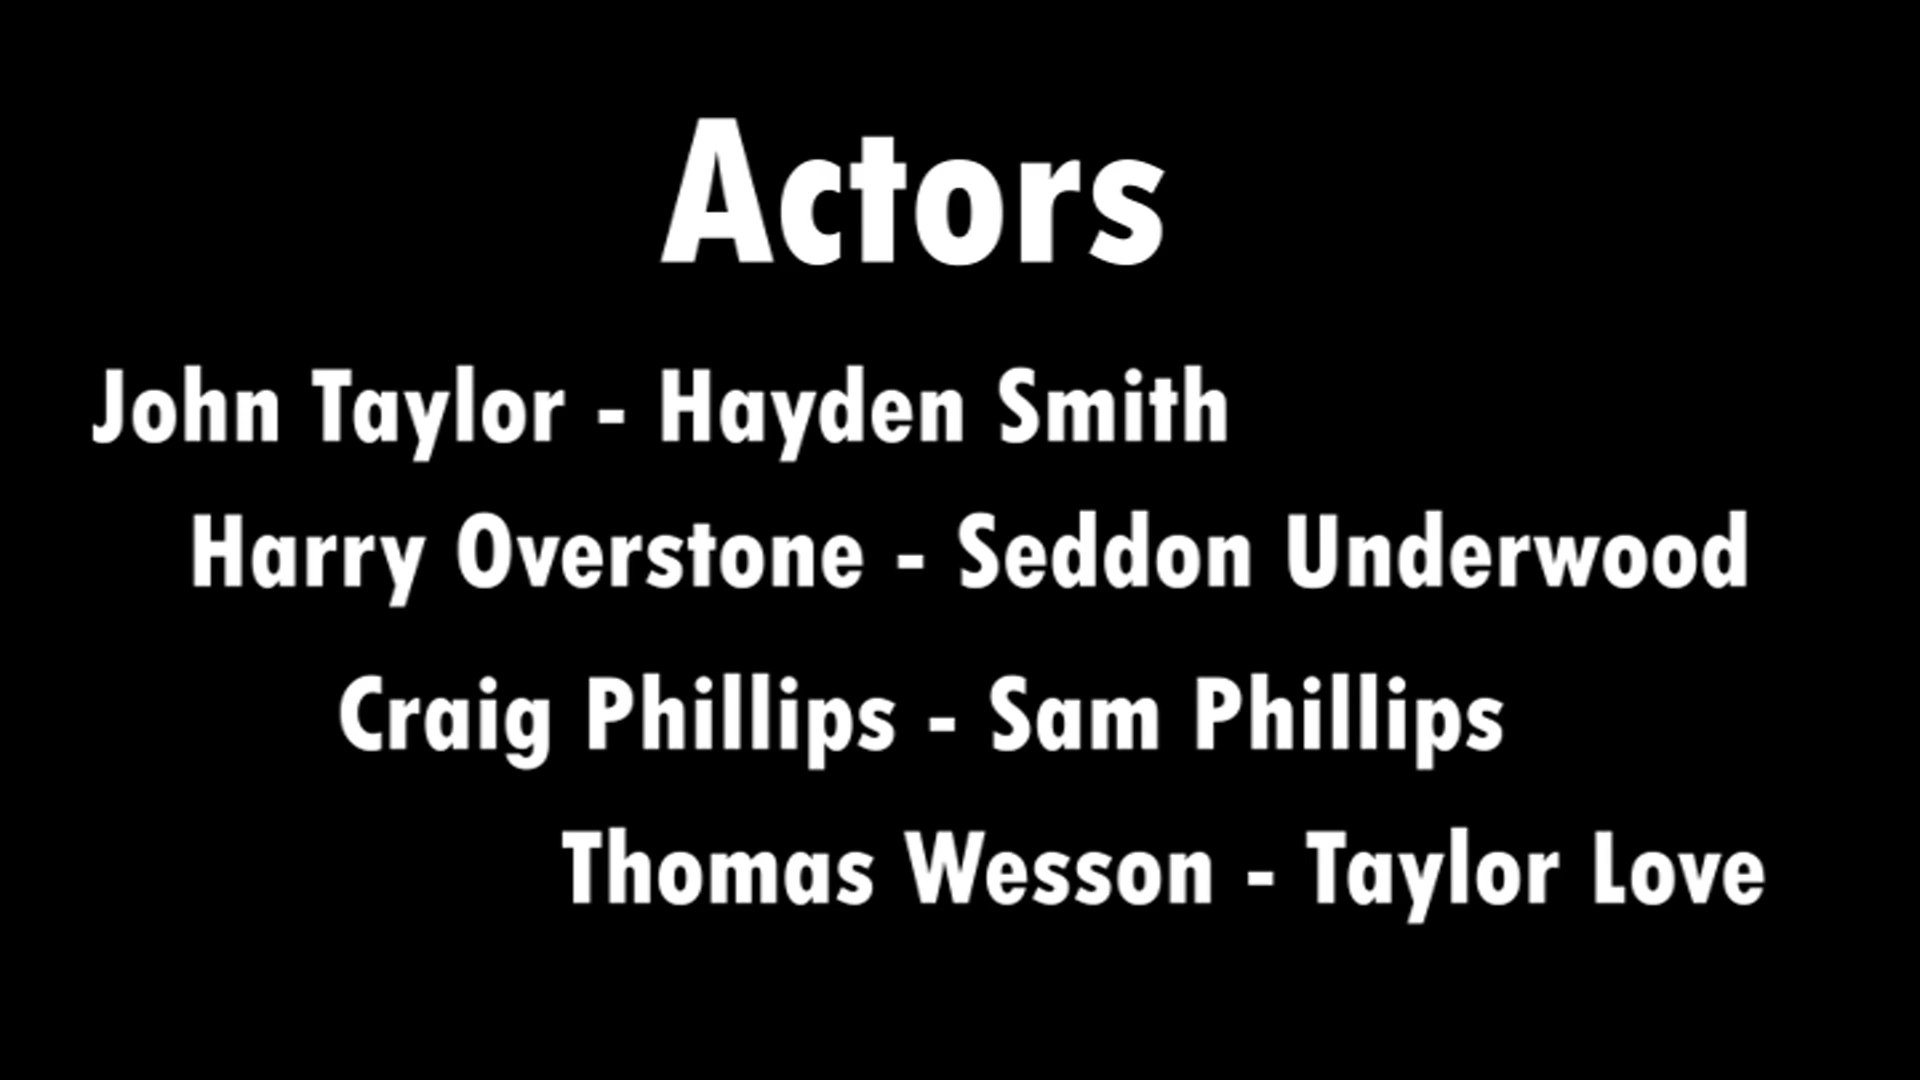 Actors
John Taylor - Hayden Smith
Harry Overstone - Seddon Underwood
Craig Phillips - Sam Phillips
Thomas Wesson - Taylor Love